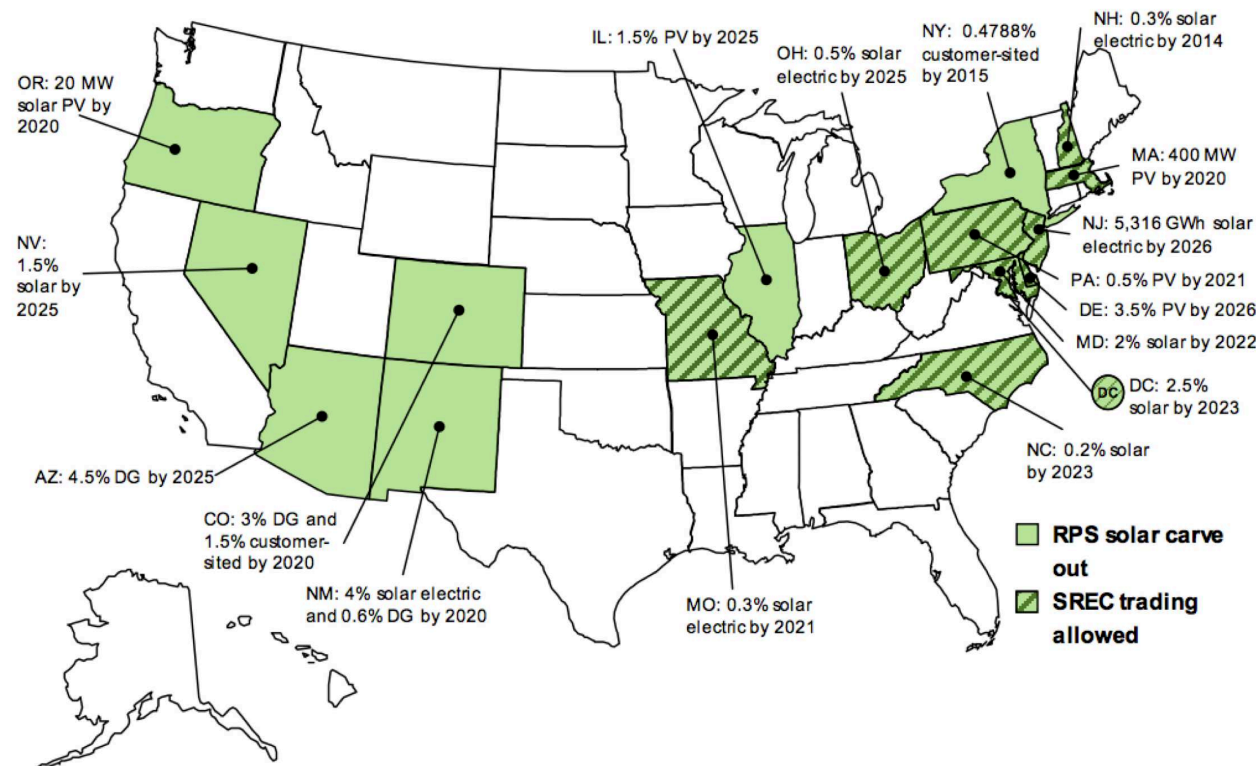 OR: 20 MW
solar PV by
2020
NV:
1.5%
solar by
2025
AZ: 4.5% DG by 2025
CO: 3% DG and
1.5% customer-
sited by 2020
NM: 4% solar electric
and 0.6% DG by 2020
IL: 1.5% PV by 2025
OH: 0.5% solar
electric by 2025
NY: 0.4788%
customer-sited
by 2015
NH: 0.3% solar
electric by 2014
MA: 400 MW
PV by 2020
NJ: 5,316 GWh solar
electric by 2026
PA: 0.5% PV by 2021
DE: 3.5% PV by 2026
MD: 2% solar by 2022
DC
DC: 2.5%
solar by 2023
NC: 0.2% solar
by 2023
MO: 0.3% solar
electric by 2021
RPS solar carve
out
SREC trading
allowed